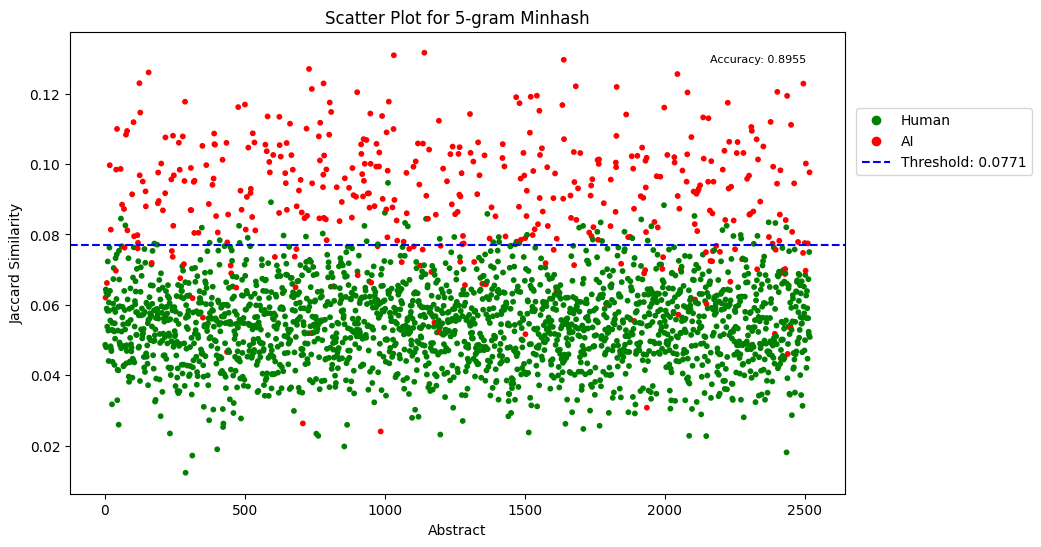 Scatter Plot for 5-gram Minhash
Accuracy: 0.8955
Human
AI
Threshold: 0.0771
Jaccard Similarity
0.12
0.10
0.08
0.06
0.04
0.02
0
500
1000
1500
2000
2500
Abstract